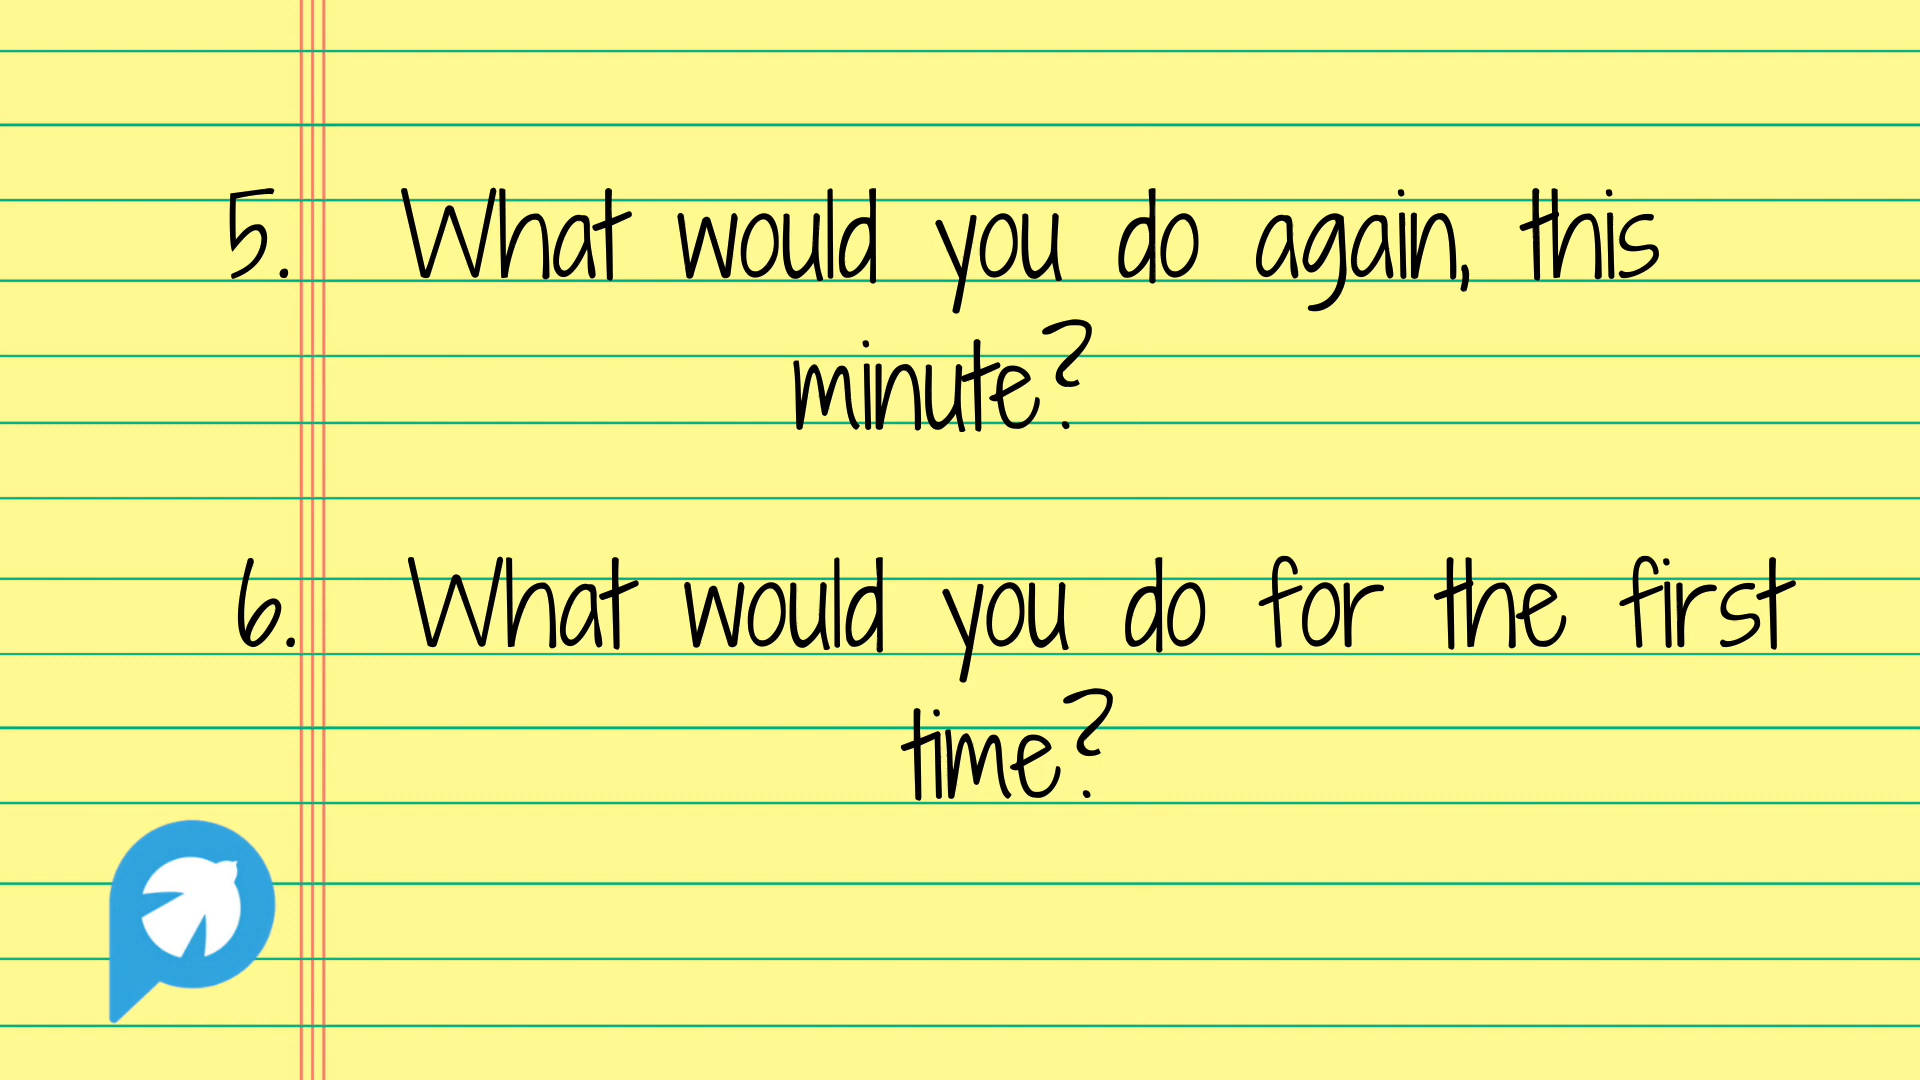 5. What would you do again, this
minute?
6. What would you do for the first
time?